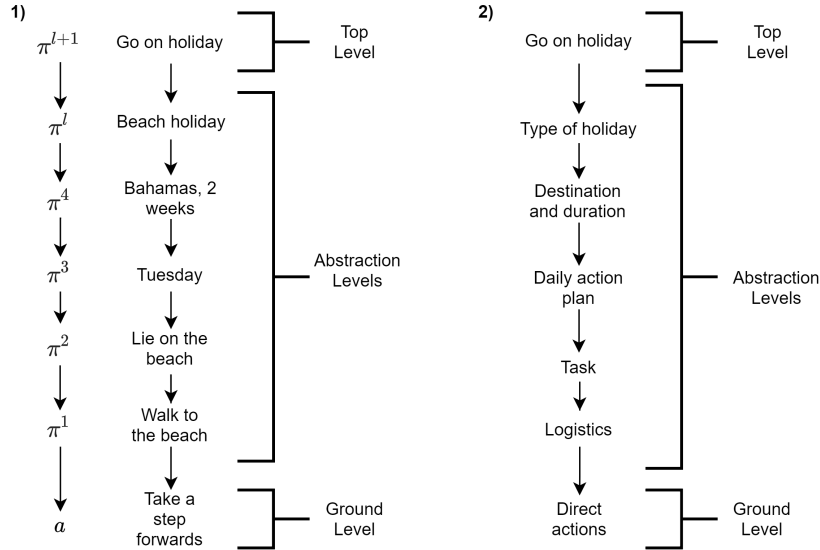 1)
π^{l+1}
Go on holiday
Top
Level
π^l
Beach holiday
π^4
Bahamas, 2
weeks
π^3
Tuesday
Abstraction
Levels
π^2
Lie on the
beach
π^1
Walk to
the beach
a
Take a
step
forwards
Ground
Level
2)
Go on holiday
Top
Level
Type of holiday
Destination
and duration
Daily action
plan
Abstraction
Levels
Task
Logistics
Direct
actions
Ground
Level